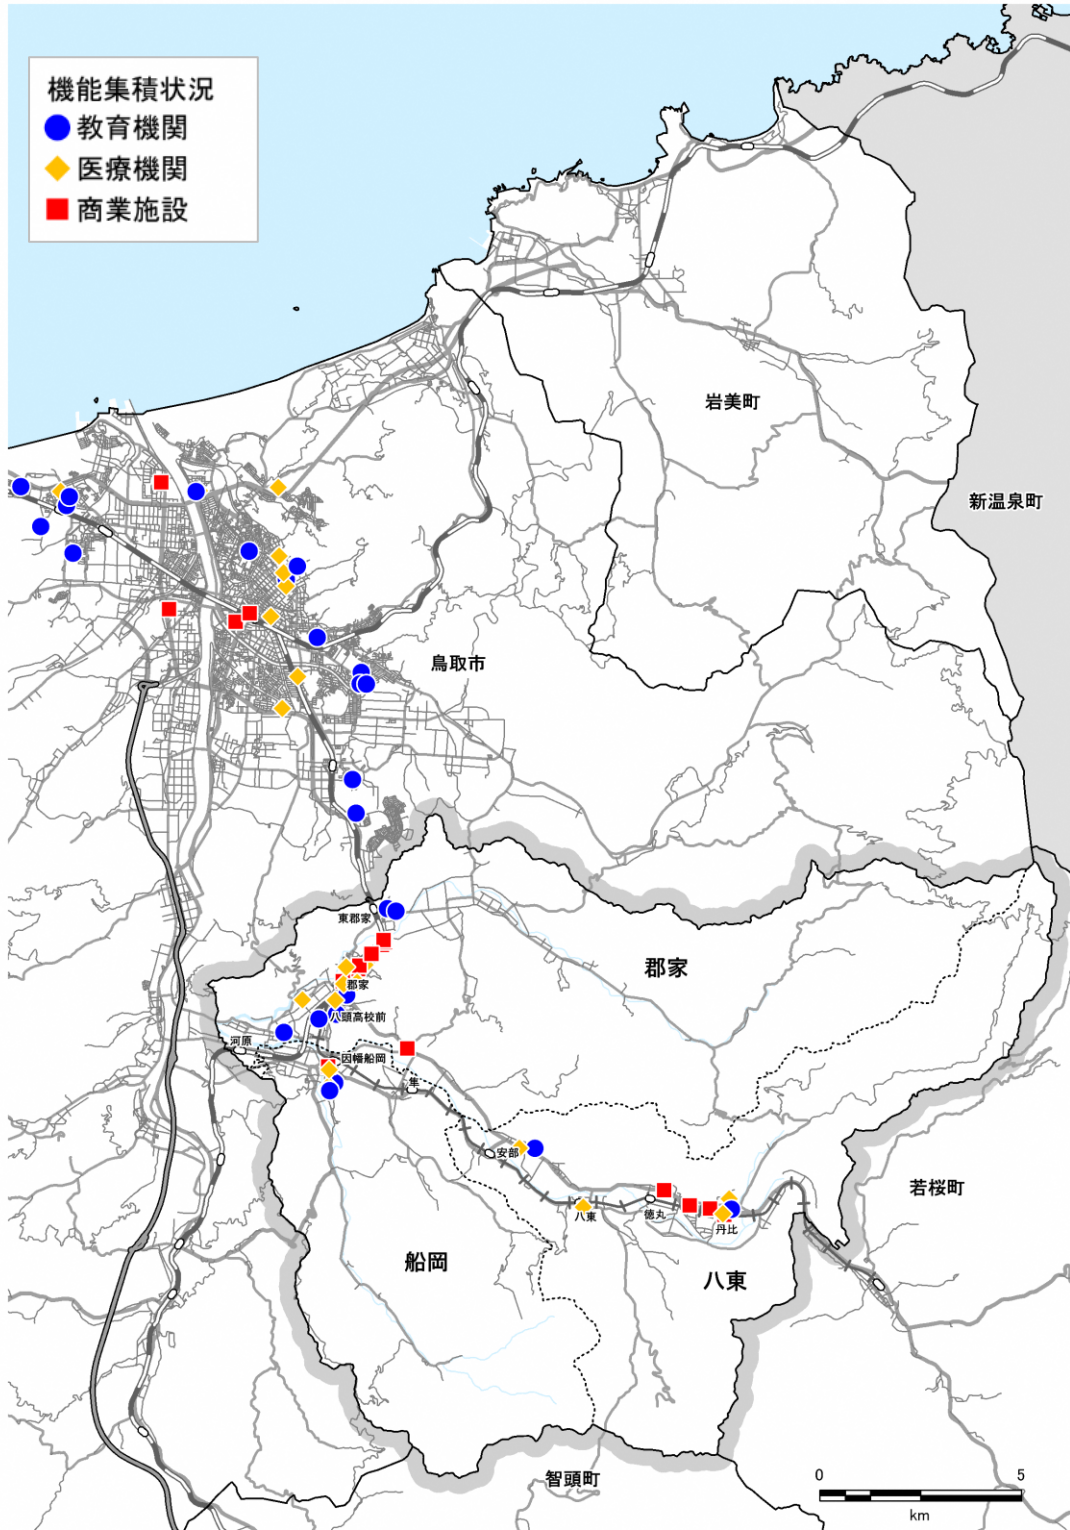 機能集積状況
教育機関
医療機関
商業施設
岩美町
新温泉町
鳥取市
東郡家
郡家
郡家
八頭高校前
河原
因幡船岡
隼
安部
八東
徳丸
丹比
若桜町
船岡
八東
智頭町
0 5
km